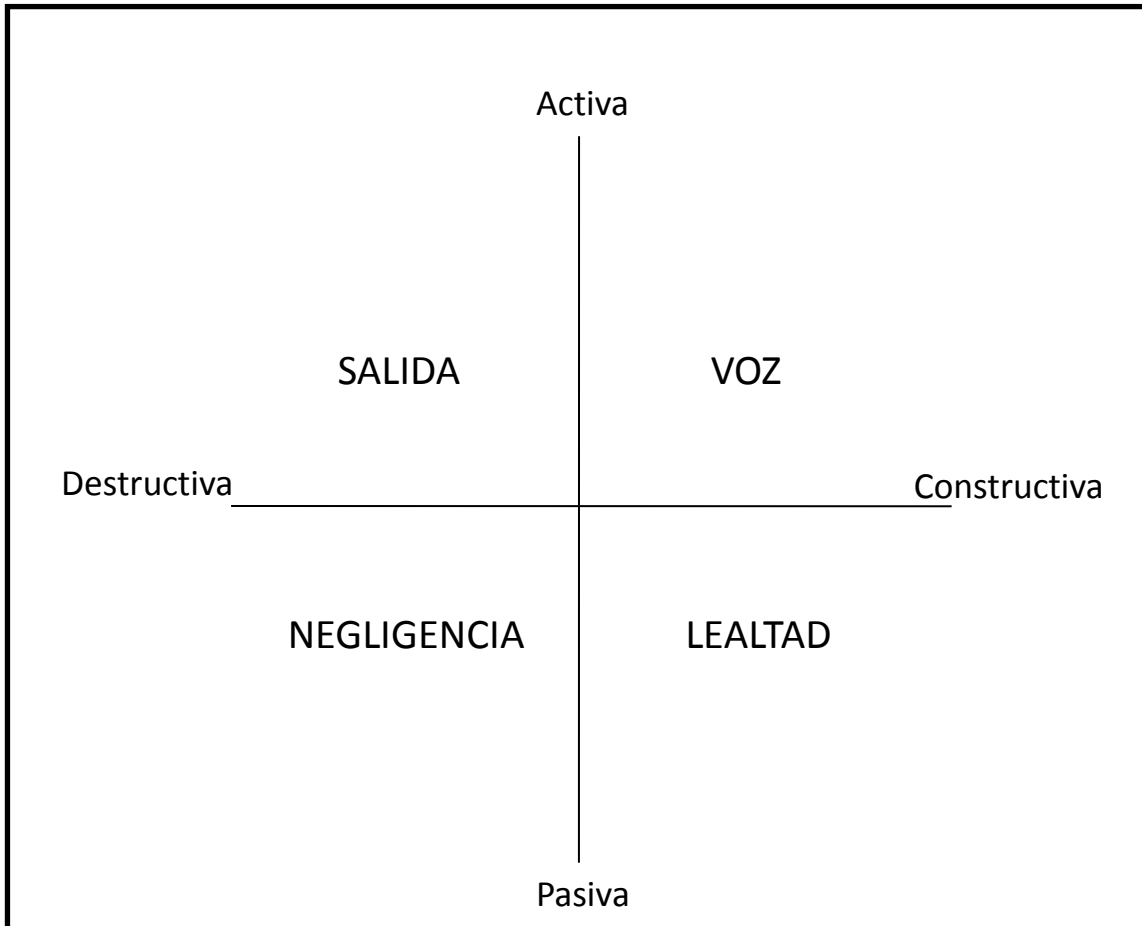 Activa
SALIDA VOZ
Destructiva Constructiva
NEGLIGENCIA LEALTAD
Pasiva